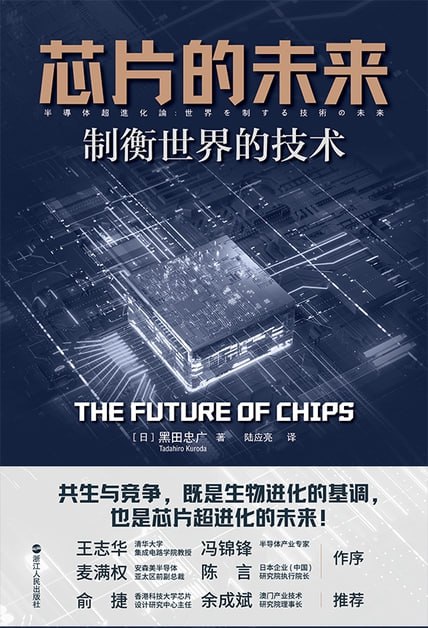 芯片的未来
半導体超進化論:世界を制する技術の未来
制衡世界的技术
THE FUTURE OF CHIPS
[日]黑田忠广 著 陆应亮 译
Tadahiro Kuroda
共生与竞争，既是生物进化的基调，
也是芯片超进化的未来！
王志华 清华大学 集成电路学院教授 冯锦锋 半导体产业专家
麦满权 安森美半导体 亚太区前副总裁 陈言 日本企业（中国） 研究院执行院长 作序
俞捷 香港科技大学芯片 设计研究中心主任 余成斌 澳门产业技术 研究院理事长 推荐
浙江人民出版社